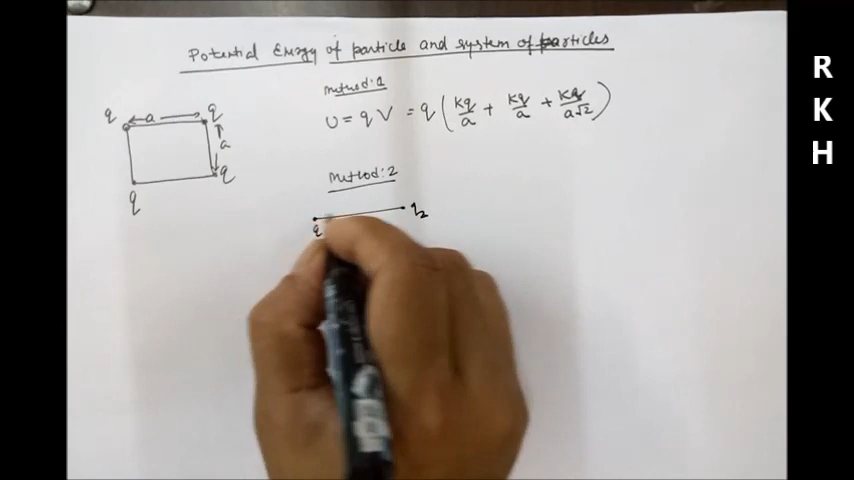 Potential Energy of particle and system of particles
Method: 1
q a q
U = qV = q (Kq/a + Kq/a + Kq/a√2)
a
q q
Method: 2
q2
q
R
K
H